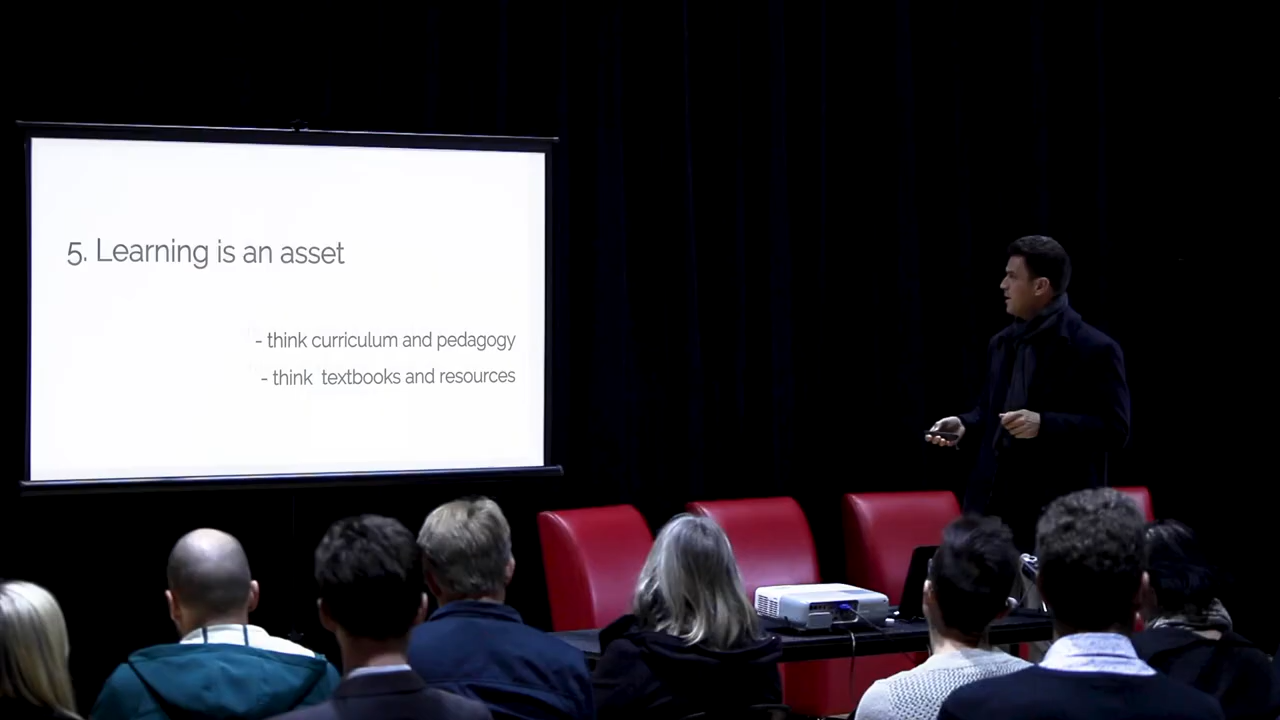 5. Learning is an asset
- think curriculum and pedagogy
- think  textbooks and resources